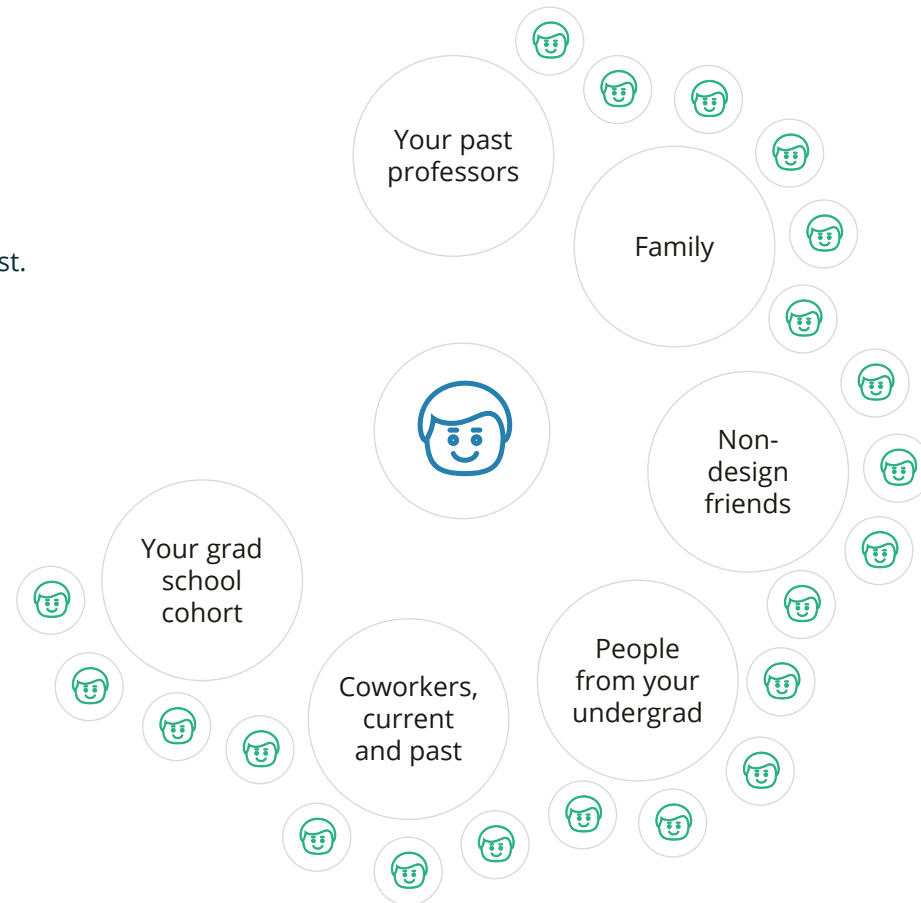 Your past
professors
Family
st.
Non-
design
friends
Your grad
school
cohort
People
from your
undergrad
Coworkers,
current
and past